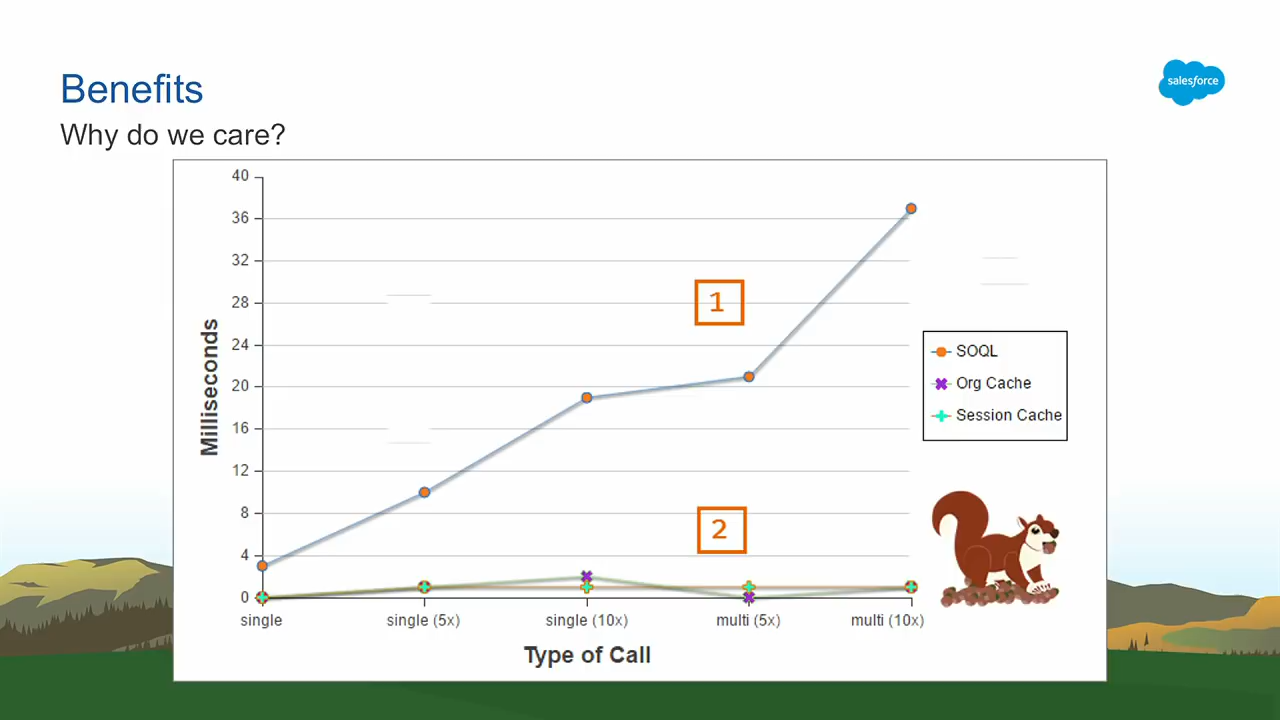 Benefits
salesforce
Why do we care?
40
36
32
28
24
20
16
12
8
4
0
Milliseconds
1
2
SOQL
Org Cache
Session Cache
single
single (5x)
single (10x)
multi (5x)
multi (10x)
Type of Call